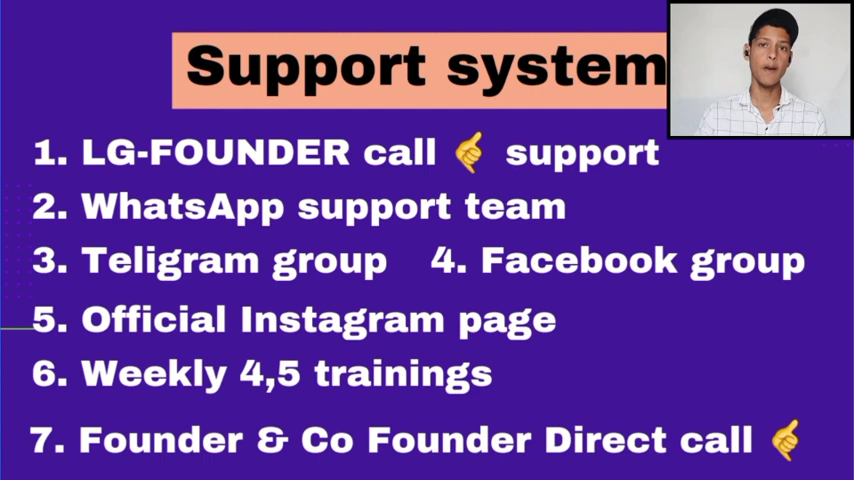 Support system
1. LG-FOUNDER call 🤙 support
2. WhatsApp support team
3. Teligram group 4. Facebook group
5. Official Instagram page
6. Weekly 4,5 trainings
7. Founder & Co Founder Direct call 🤙